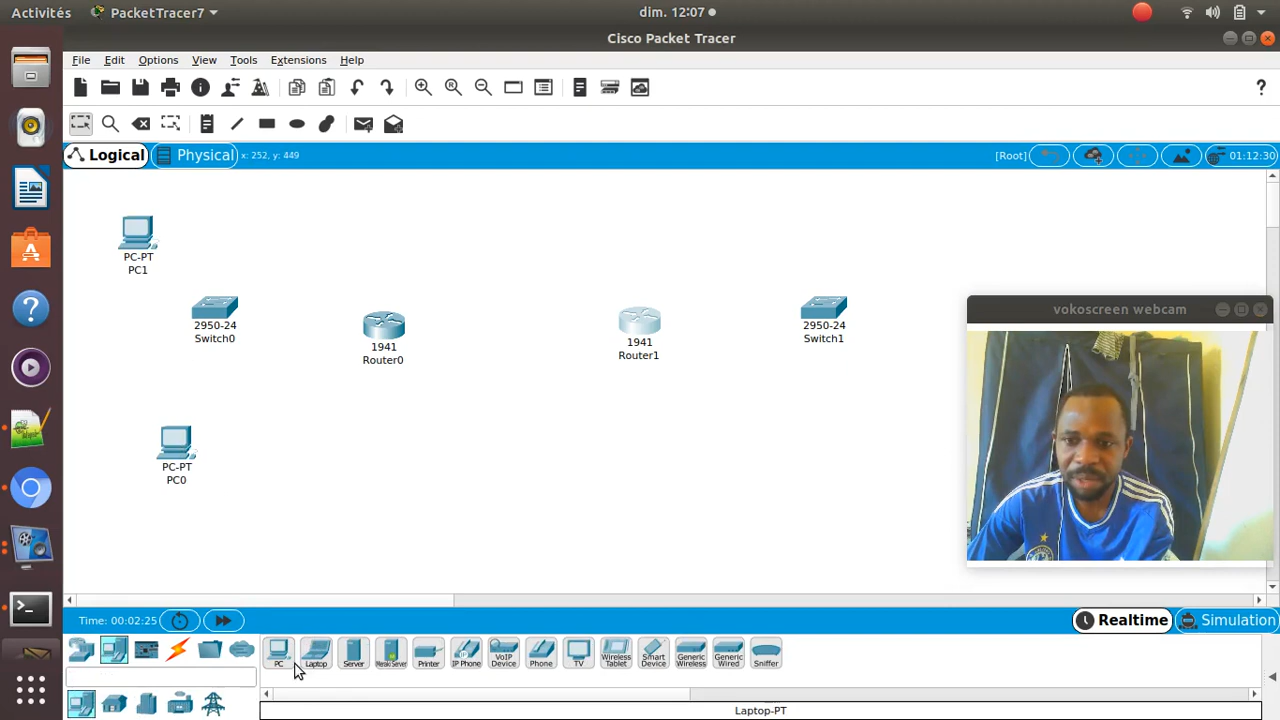 Activités
PacketTracer7
dim. 12:07
Cisco Packet Tracer
File Edit Options View Tools Extensions Help
?
Logical
Physical
x: 252, y: 449
[Root]
01:12:30
PC-PT
PC1
2950-24
Switch0
1941
Router0
1941
Router1
2950-24
Switch1
PC-PT
PC0
vokoscreen webcam
Time: 00:02:25
Realtime
Simulation
PC
Laptop
Server
Meraki Server
Printer
IP Phone
VoIP Device
Phone
TV
Wireless Tablet
Smart Device
Generic Wireless
Generic Wired
Sniffer
Laptop-PT